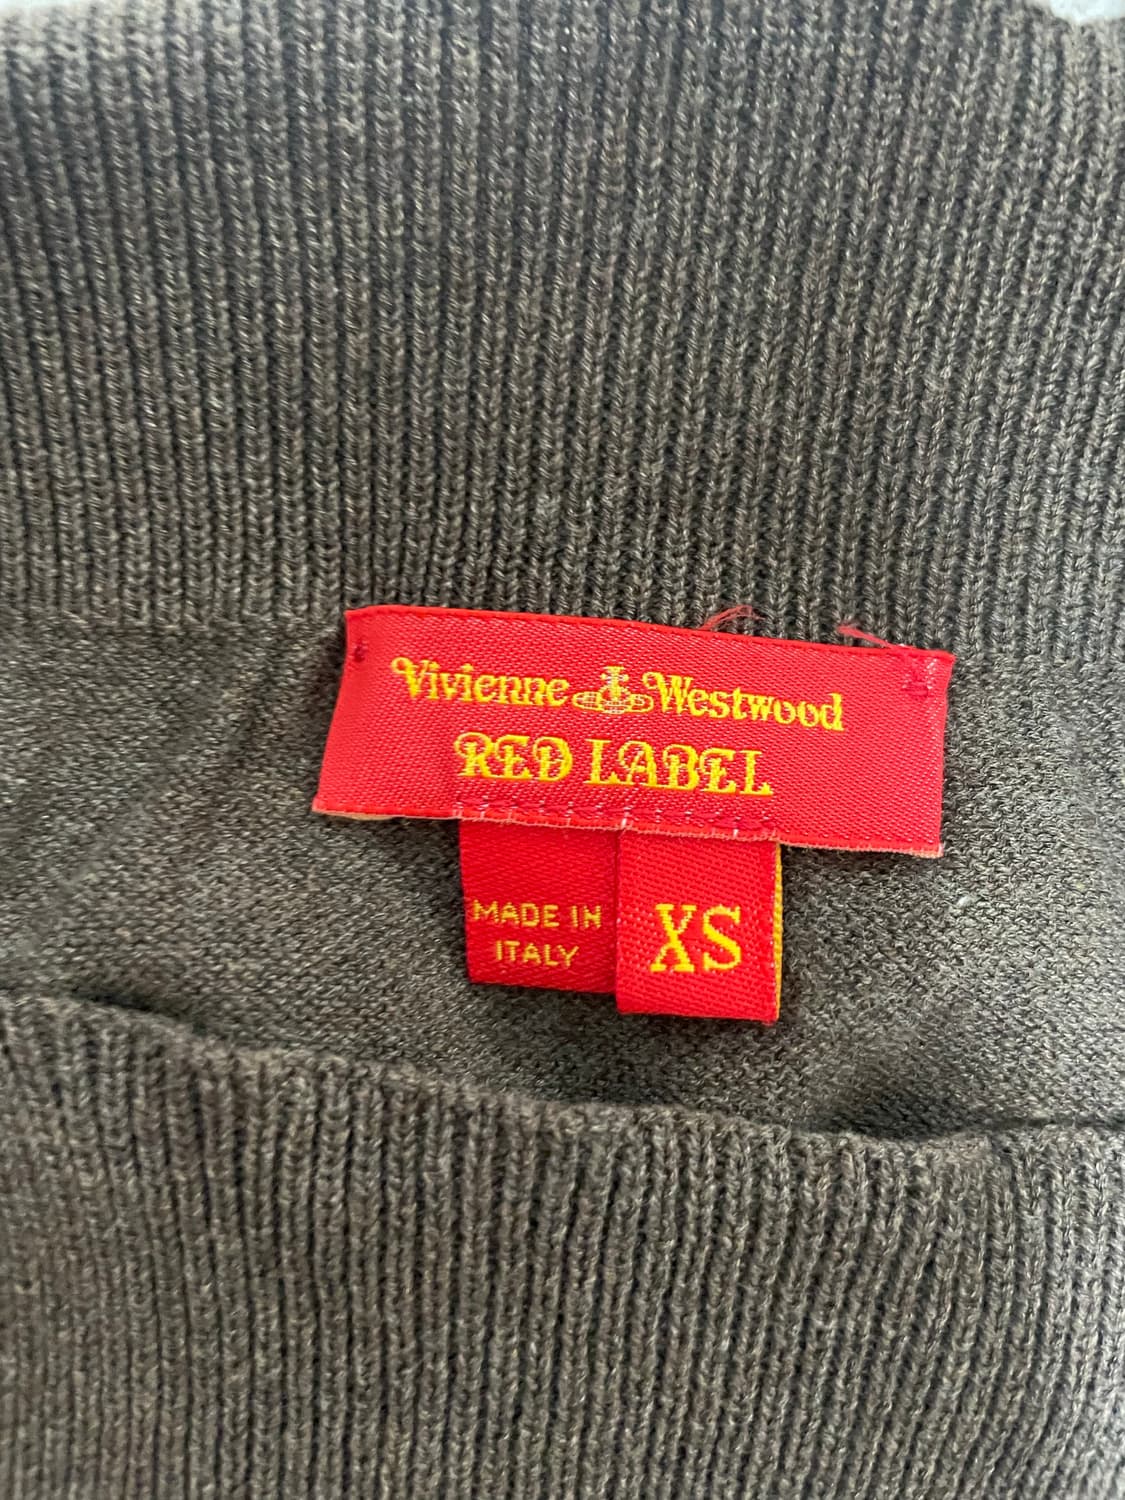 Vivienne Westwood
RED LABEL
MADE IN
ITALY
XS